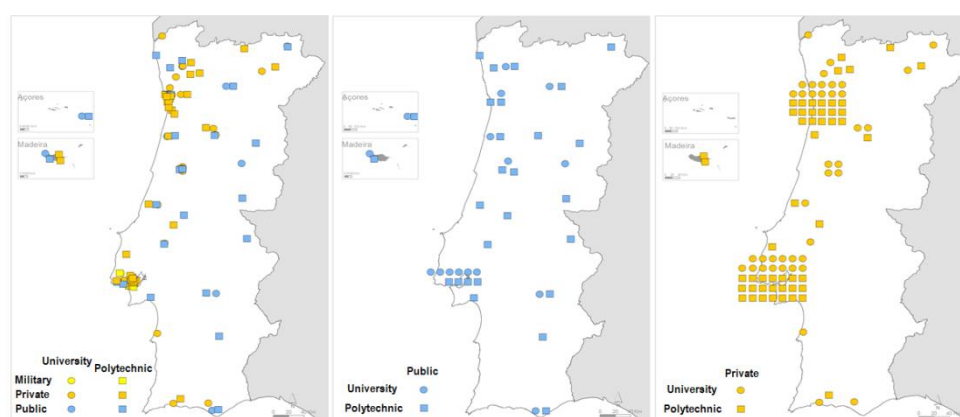 Açores
Madeira
University
Polytechnic
Military
Private
Public
Açores
Madeira
Public
University
Polytechnic
Açores
Madeira
Private
University
Polytechnic